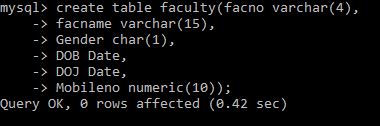 mysql> create table faculty(facno varchar(4),
    -> facname varchar(15),
    -> Gender char(1),
    -> DOB Date,
    -> DOJ Date,
    -> Mobileno numeric(10));
Query OK, 0 rows affected (0.42 sec)